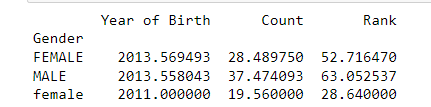 Year of Birth Count Rank
Gender
FEMALE 2013.569493 28.489750 52.716470
MALE 2013.558043 37.474093 63.052537
female 2011.000000 19.560000 28.640000